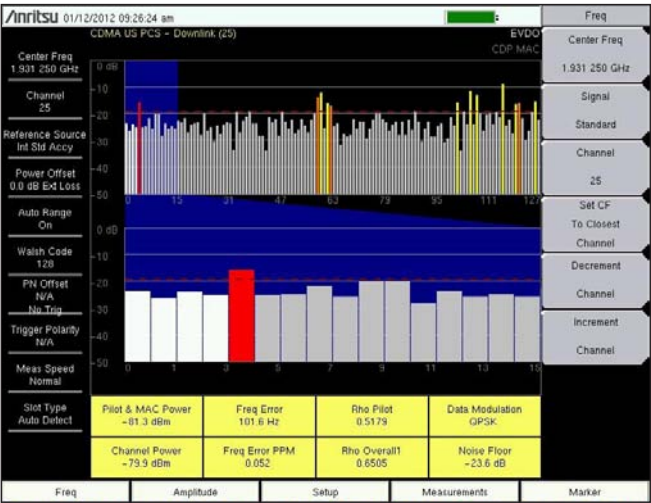 Anritsu 01/12/2012 09:26:24 am
CDMA US PCS - Downlink (25)
EVDO
CDP MAC
Center Freq
1.931 250 GHz
Channel
25
Reference Source
Int Std Accy
Power Offset
0.0 dB Ext Loss
Auto Range
On
Walsh Code
128
PN Offset
N/A
No Trig
Trigger Polarity
N/A
Meas Speed
Normal
Slot Type
Auto Detect
0 dB
-10
-20
-30
-40
-50
0 15 31 47 63 79 95 111 127
0 dB
-10
-20
-30
-40
-50
0 1 3 5 7 9 11 13 15
Pilot & MAC Power
-81.3 dBm
Freq Error
101.6 Hz
Rho Pilot
0.5179
Data Modulation
QPSK
Channel Power
-79.9 dBm
Freq Error PPM
0.052
Rho Overall1
0.6505
Noise Floor
-23.6 dB
Freq
Center Freq
1.931 250 GHz
Signal
Standard
Channel
25
Set CF
To Closest
Channel
Decrement
Channel
Increment
Channel
Freq Amplitude Setup Measurements Marker